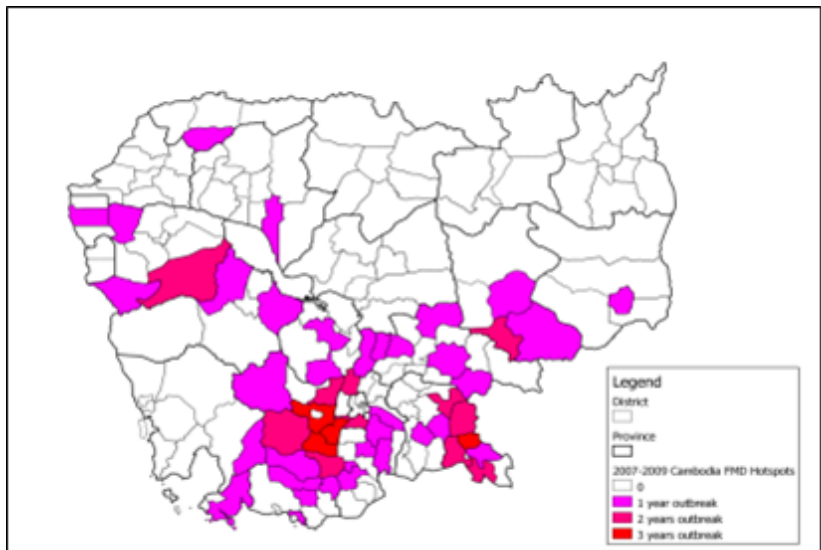 Legend
District
Province
2007-2009 Cambodia FMD Hotspots
0
1 year outbreak
2 years outbreak
3 years outbreak